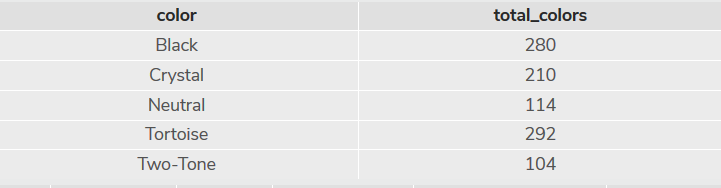 color total_colors
Black 280
Crystal 210
Neutral 114
Tortoise 292
Two-Tone 104